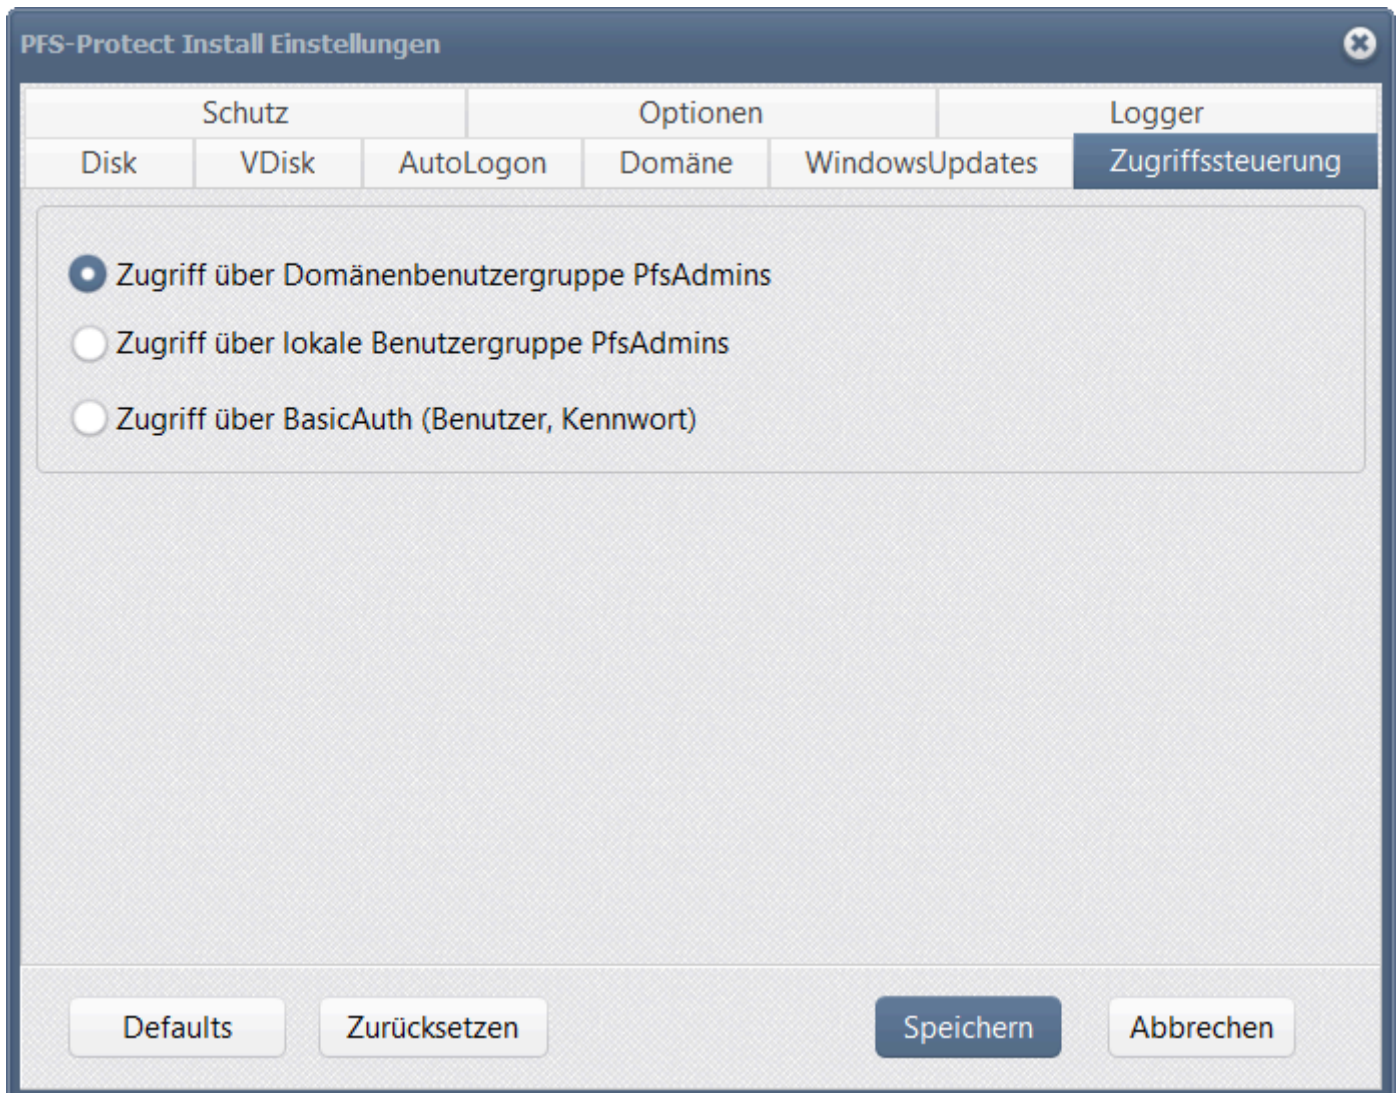 PFS-Protect Install Einstellungen
Schutz Optionen Logger
Disk VDisk AutoLogon Domäne WindowsUpdates Zugriffssteuerung
Zugriff über Domänenbenutzergruppe PfsAdmins
Zugriff über lokale Benutzergruppe PfsAdmins
Zugriff über BasicAuth (Benutzer, Kennwort)
Defaults Zurücksetzen Speichern Abbrechen